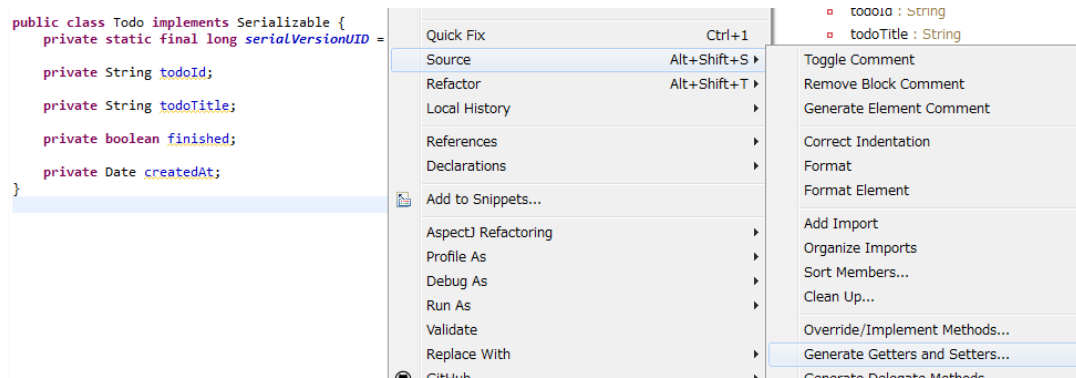 public class Todo implements Serializable {
private static final long serialVersionUID =
private String todoId;
private String todoTitle;
private boolean finished;
private Date createdAt;
}
Quick Fix Ctrl+1
Source Alt+Shift+S
Refactor Alt+Shift+T
Local History
References
Declarations
Add to Snippets...
AspectJ Refactoring
Profile As
Debug As
Run As
Validate
Replace With
GitHub
todoId : String
todoTitle : String
Toggle Comment
Remove Block Comment
Generate Element Comment
Correct Indentation
Format
Format Element
Add Import
Organize Imports
Sort Members...
Clean Up...
Override/Implement Methods...
Generate Getters and Setters...
Generate Delegate Methods...